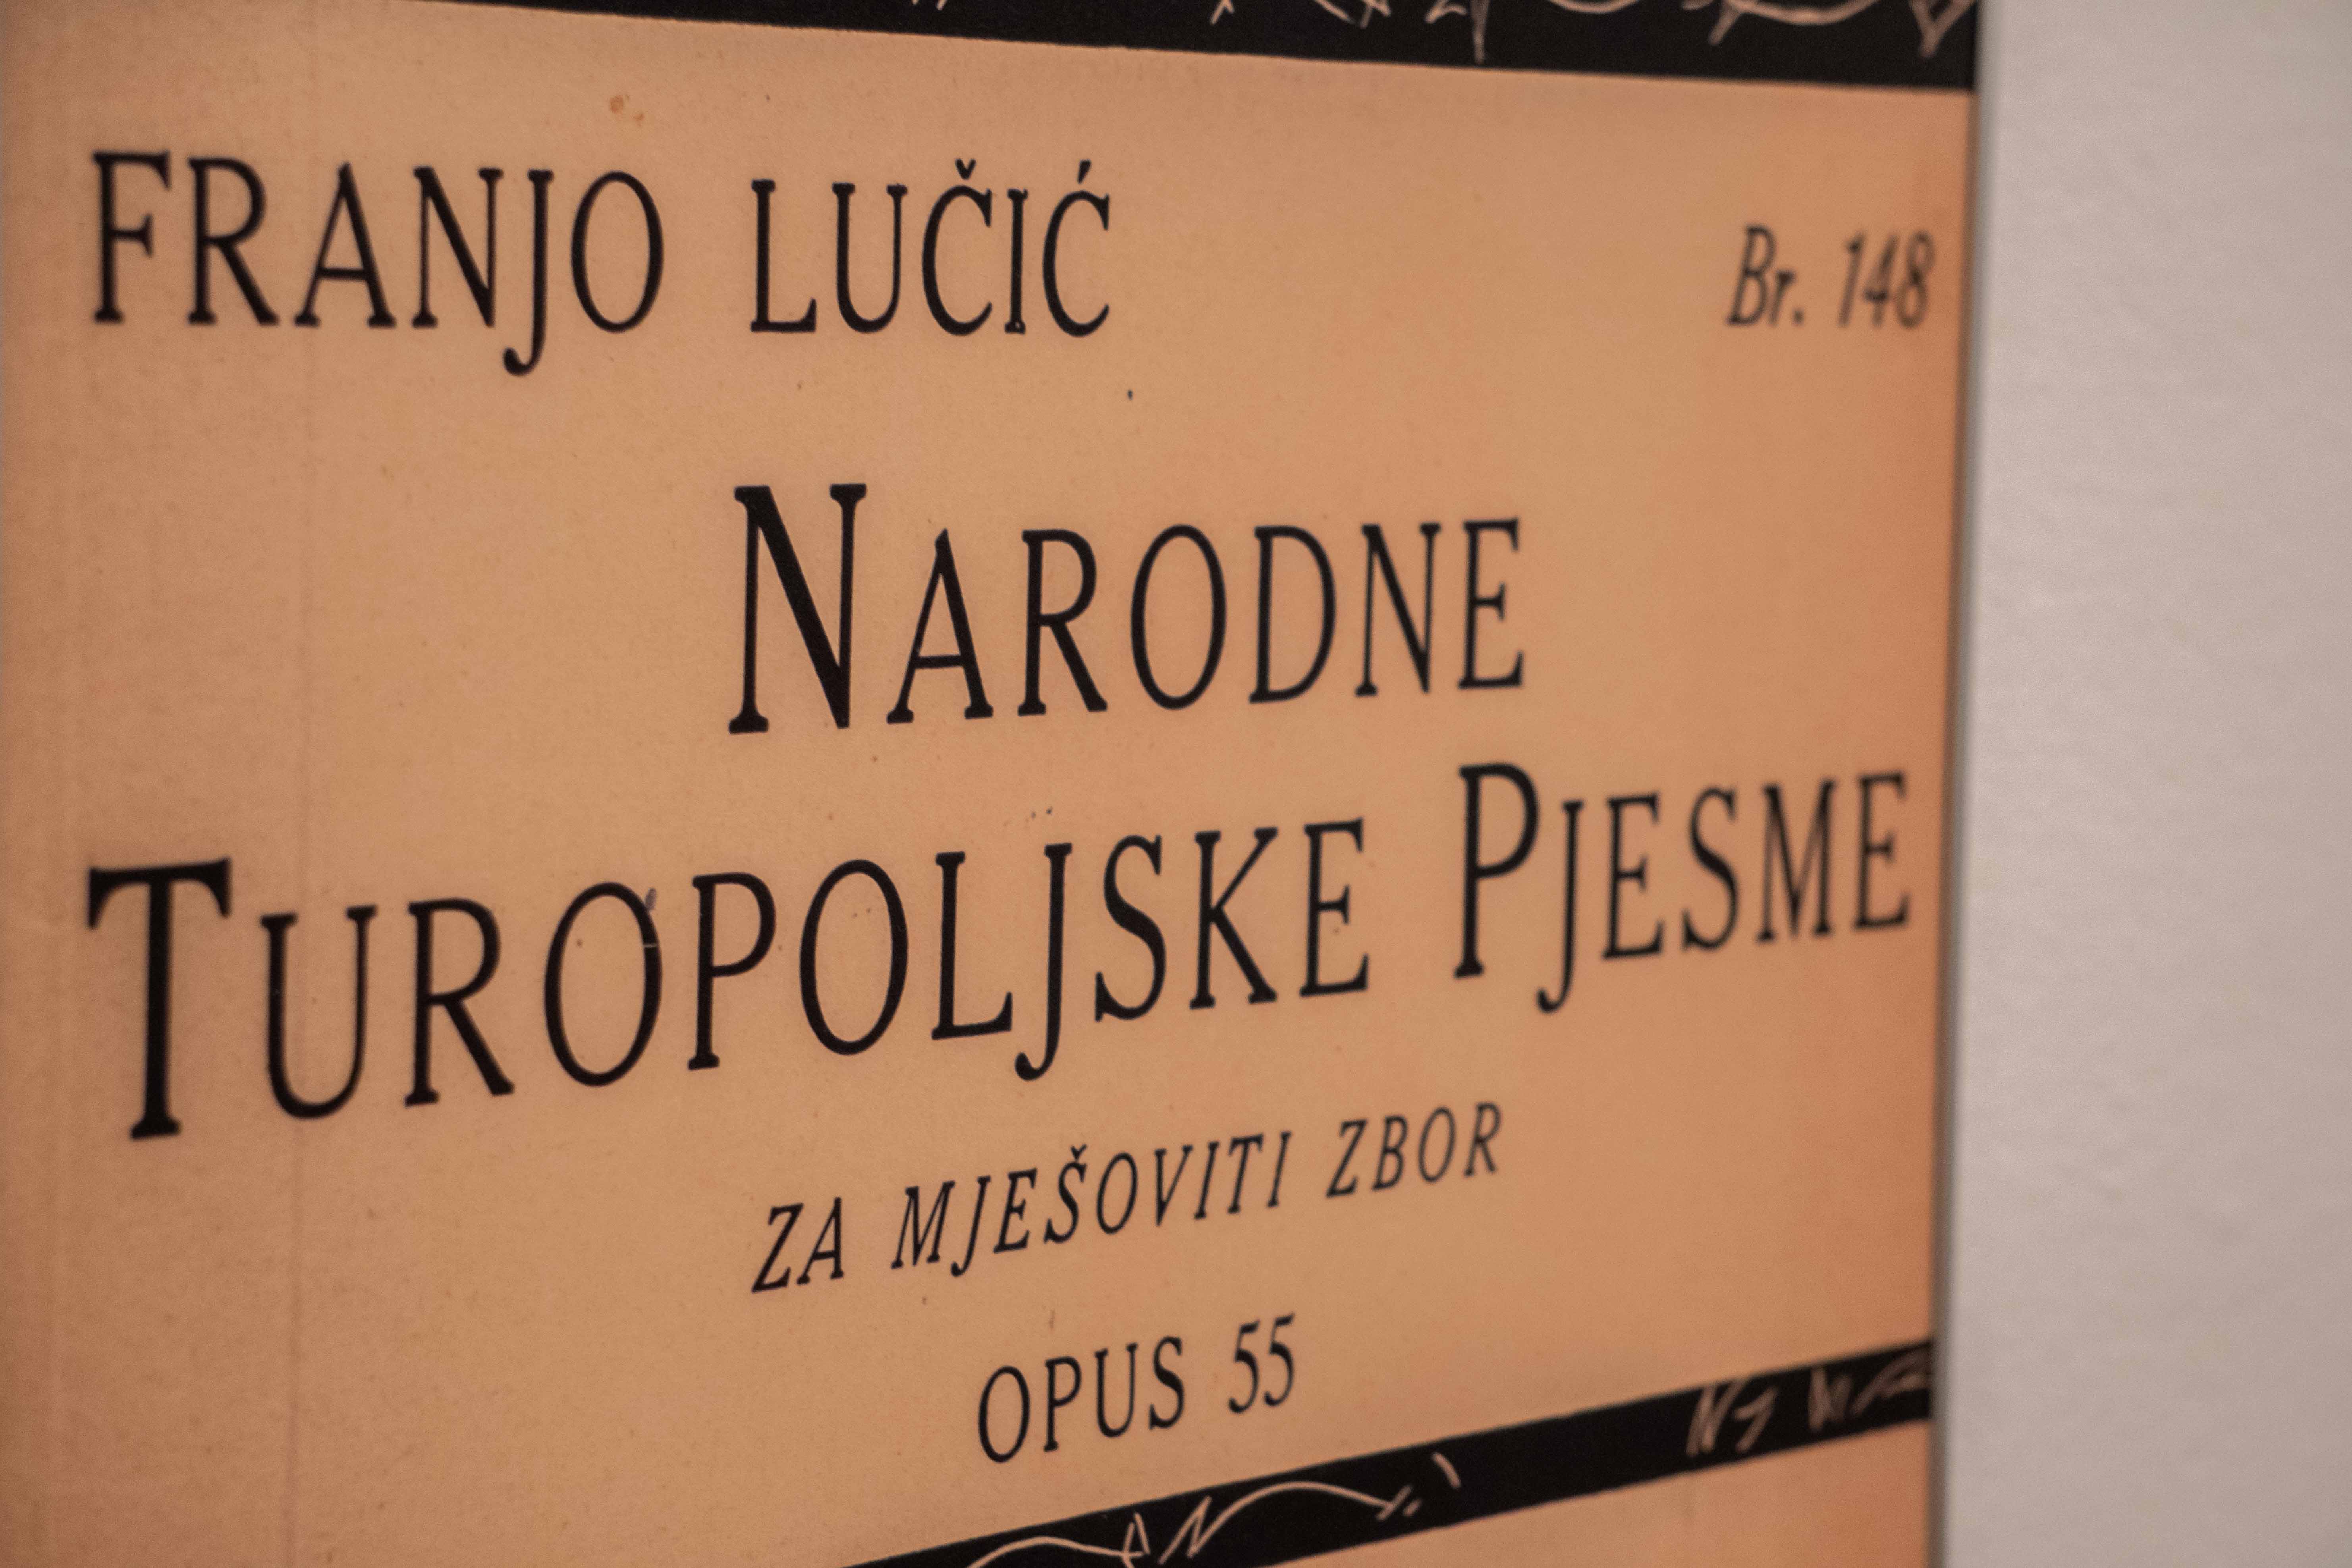 FRANJO LUČIĆ
Br. 148
NARODNE
TUROPOLJSKE PJESME
ZA MJEŠOVITI ZBOR
OPUS 55